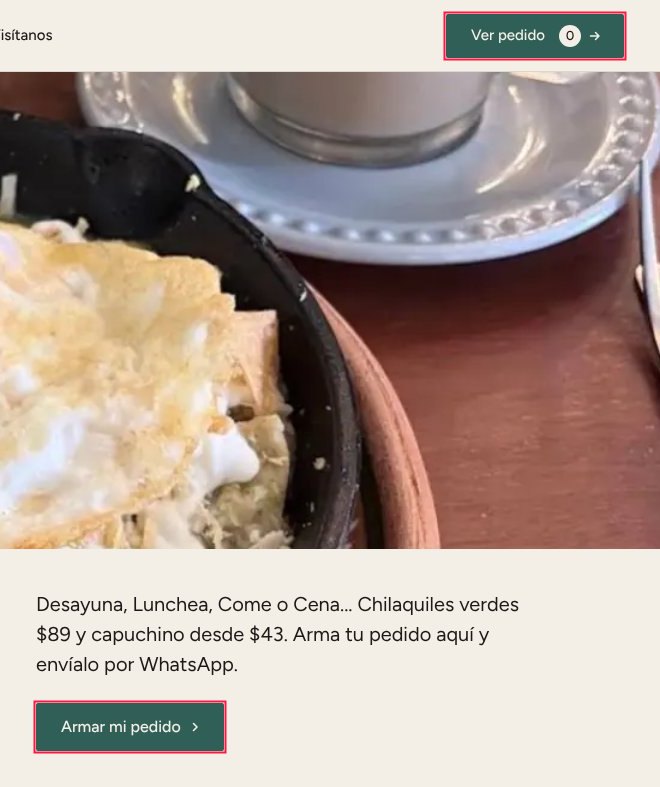 Ver pedido 0 →
Desayuna, Lunchea, Come o Cena... Chilaquiles verdes
$89 y capuchino desde $43. Arma tu pedido aquí y
envíalo por WhatsApp.
Armar mi pedido ›